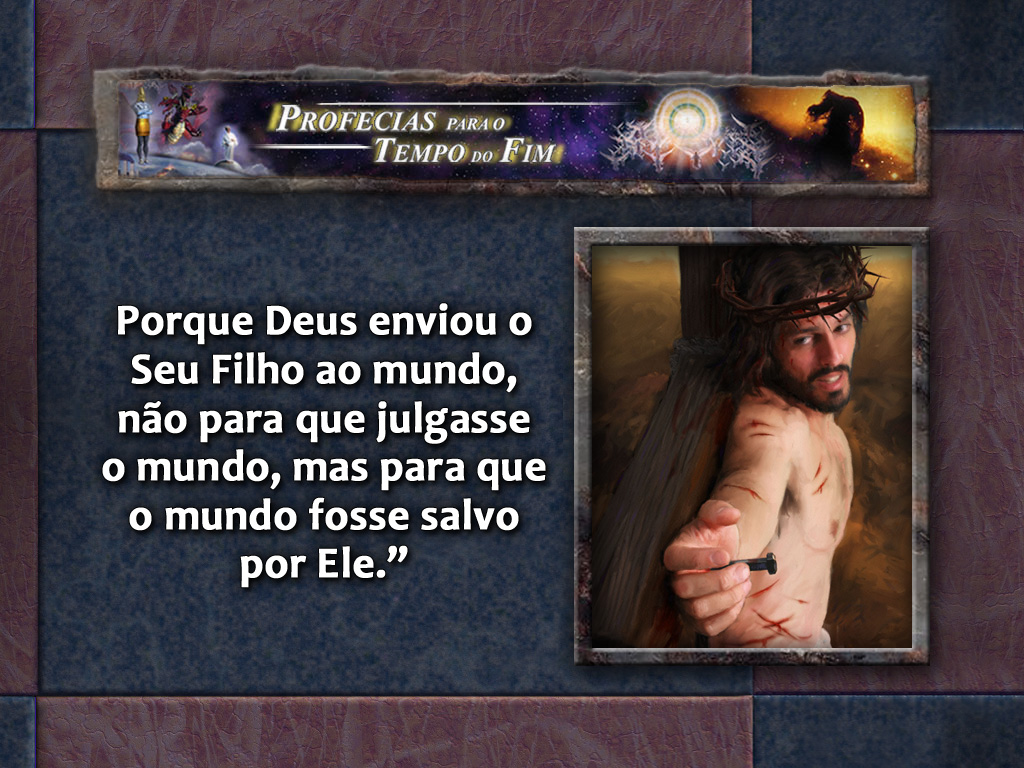 PROFECIAS PARA O
TEMPO DO FIM
Porque Deus enviou o
Seu Filho ao mundo,
não para que julgasse
o mundo, mas para que
o mundo fosse salvo
por Ele.”